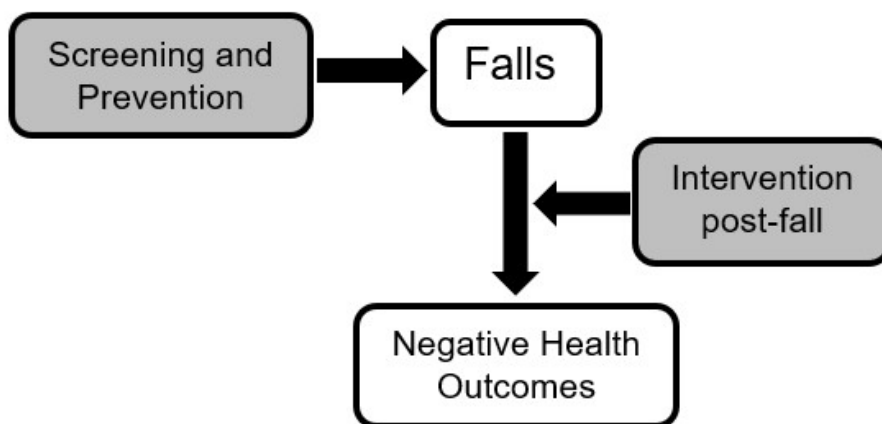 Screening and
Prevention
Falls
Intervention
post-fall
Negative Health
Outcomes